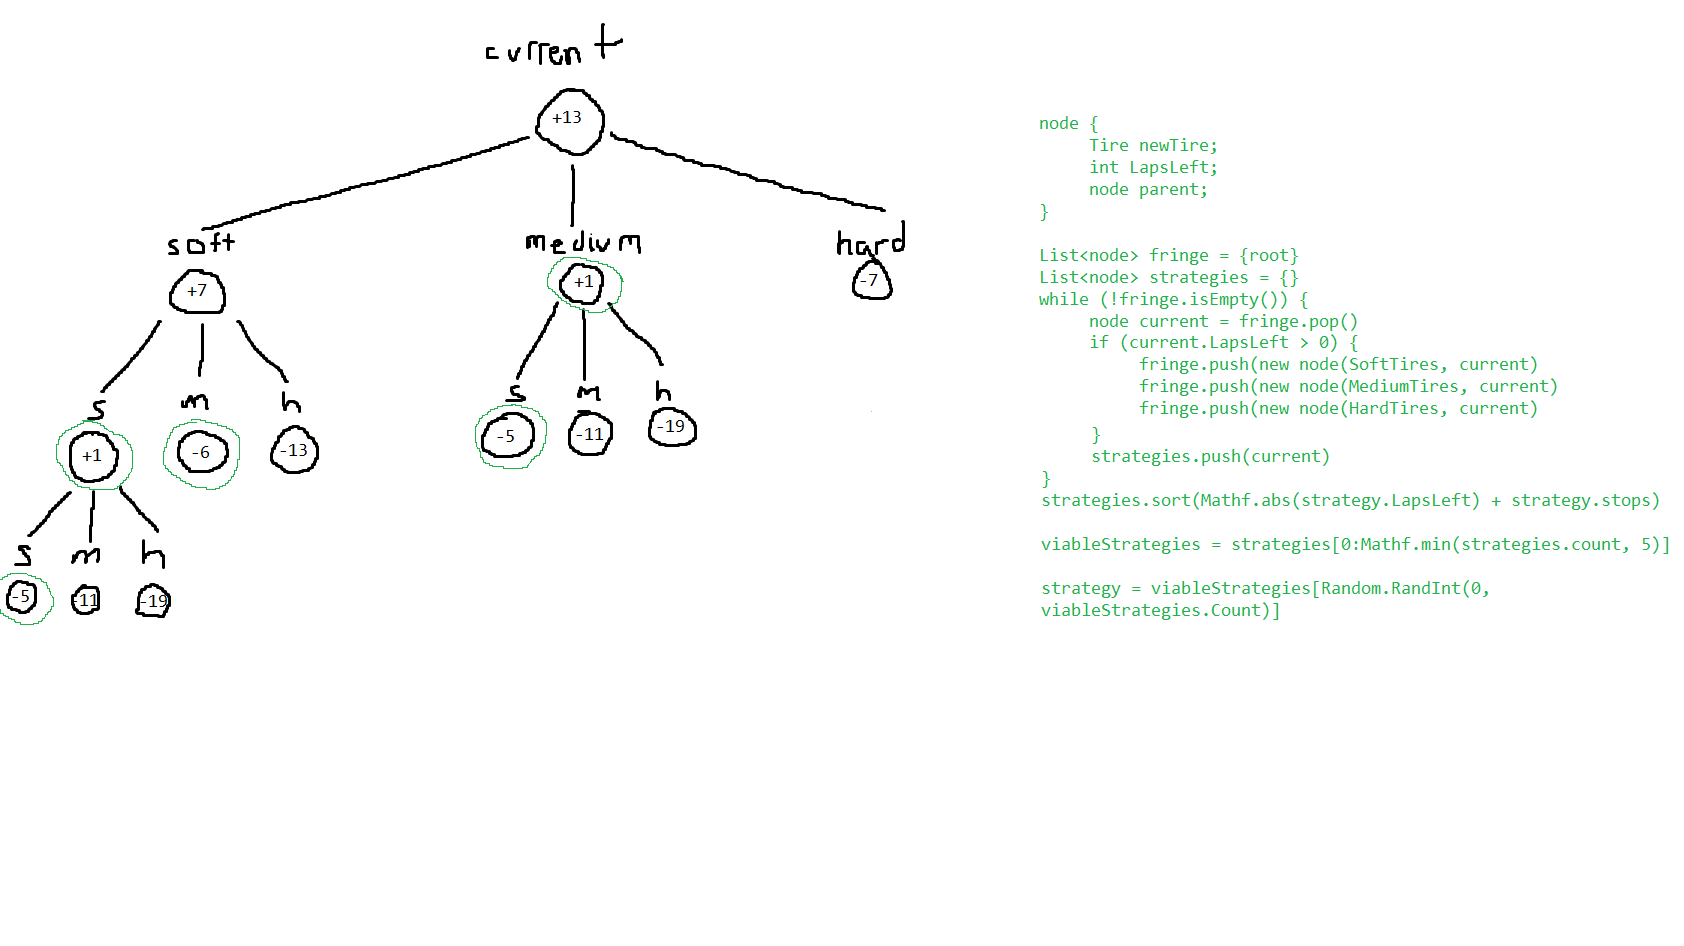 current
+13
soft medium hard
+7 +1 -7
s m h s m h
+1 -6 -13 -5 -11 -19
s m h
-5 -11 -19
node {
Tire newTire;
int LapsLeft;
node parent;
}
List<node> fringe = {root}
List<node> strategies = {}
while (!fringe.isEmpty()) {
node current = fringe.pop()
if (current.LapsLeft > 0) {
fringe.push(new node(SoftTires, current)
fringe.push(new node(MediumTires, current)
fringe.push(new node(HardTires, current)
}
strategies.push(current)
}
strategies.sort(Mathf.abs(strategy.LapsLeft) + strategy.stops)
viableStrategies = strategies[0:Mathf.min(strategies.count, 5)]
strategy = viableStrategies[Random.RandInt(0,
viableStrategies.Count)]